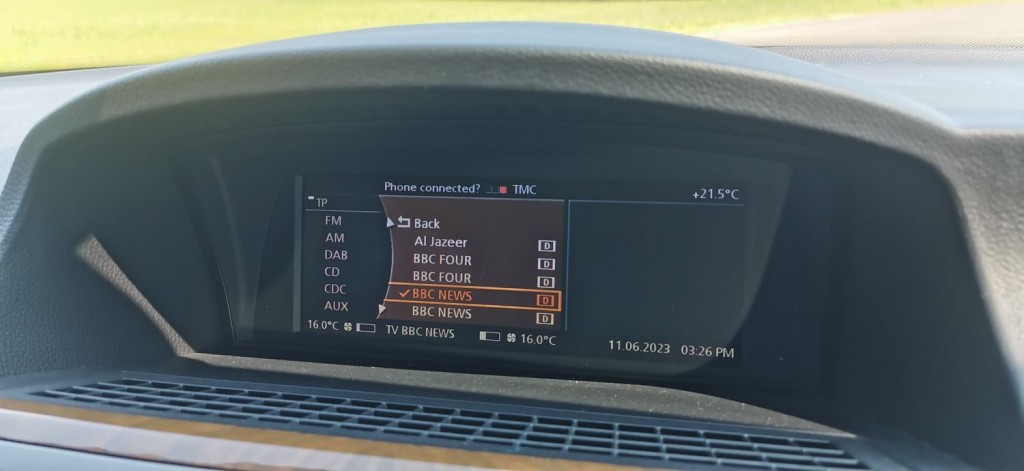 Phone connected? TMC +21.5°C
TP
FM
AM
DAB
CD
CDC
AUX
Back
Al Jazeer D
BBC FOUR D
BBC FOUR D
✓BBC NEWS D
BBC NEWS D
16.0°C TV BBC NEWS 16.0°C
11.06.2023 03:26 PM